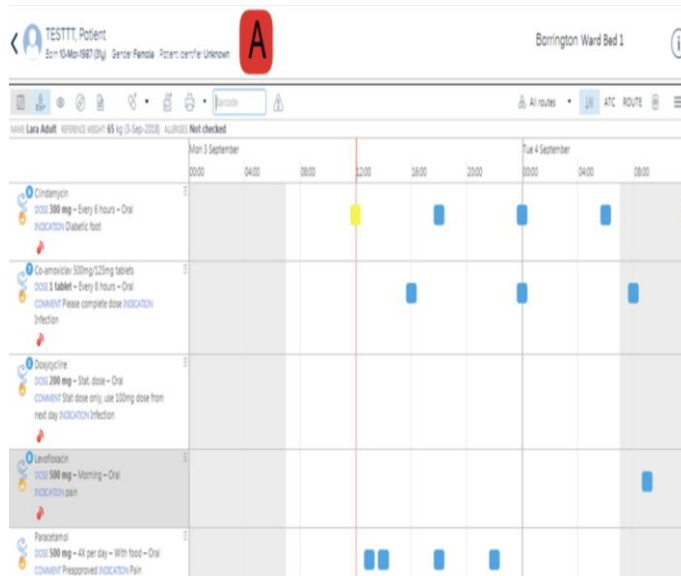 TESTTT, Patient
A
Born 10-Mar-1987 (31y) Gender Female Patient identifier Unknown
Barrington Ward Bed 1
All routes ATC ROUTE
NAME Lara Adult REFERENCE WEIGHT 65 kg (3-Sep-2018) ALLERGIES Not checked
Mon 3 September
Tue 4 September
00:00 04:00 08:00 12:00 16:00 20:00 00:00 04:00 08:00
Clindamycin
DOSE 300 mg – Every 6 hours – Oral
INDICATION Diabetic foot
Co-amoxiclav 500mg/125mg tablets
DOSE 1 tablet – Every 8 hours – Oral
COMMENT Please complete dose INDICATION
Infection
Doxycycline
DOSE 200 mg – Stat. dose – Oral
COMMENT Stat dose only, use 100mg dose from
next day INDICATION Infection
Levofloxacin
DOSE 500 mg – Morning – Oral
INDICATION pain
Paracetamol
DOSE 500 mg – 4X per day – With food – Oral
COMMENT Preapproved INDICATION Pain